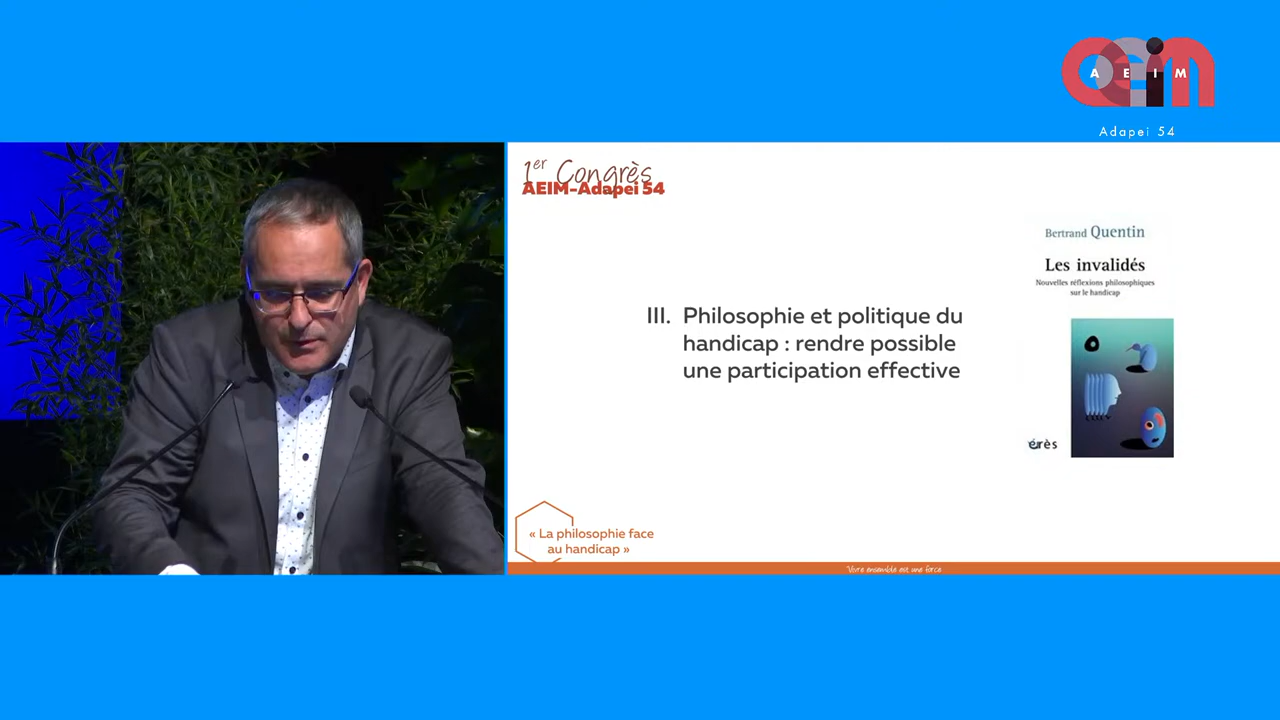 A E I M
Adapei 54
1er Congrès
AEIM-Adapei 54
Bertrand Quentin
Les invalidés
Nouvelles réflexions philosophiques
sur le handicap
III. Philosophie et politique du
handicap : rendre possible
une participation effective
érès
« La philosophie face
au handicap »
Vivre ensemble est une force